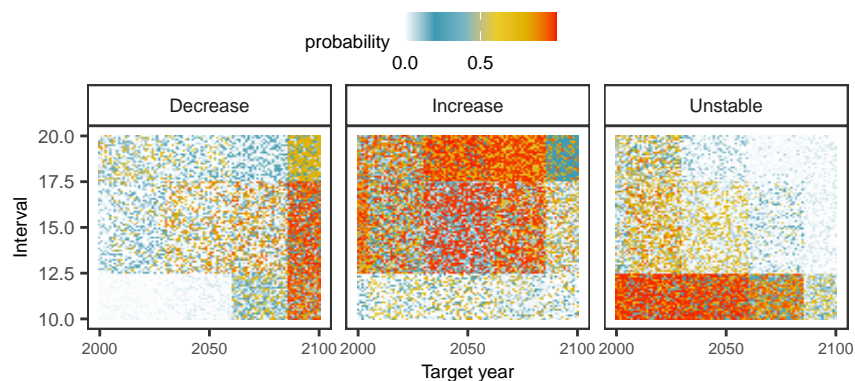 probability
0.0 0.5
Decrease Increase Unstable
20.0
17.5
15.0
12.5
10.0
Interval
2000 2050 2100 2000 2050 2100 2000 2050 2100
Target year